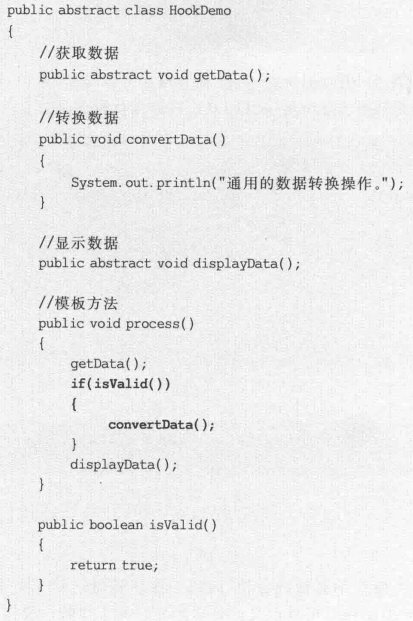 public abstract class HookDemo
{
    //获取数据
    public abstract void getData();

    //转换数据
    public void convertData()
    {
        System.out.println("通用的数据转换操作。");
    }

    //显示数据
    public abstract void displayData();

    //模板方法
    public void process()
    {
        getData();
        if(isValid())
        {
            convertData();
        }
        displayData();
    }

    public boolean isValid()
    {
        return true;
    }
}